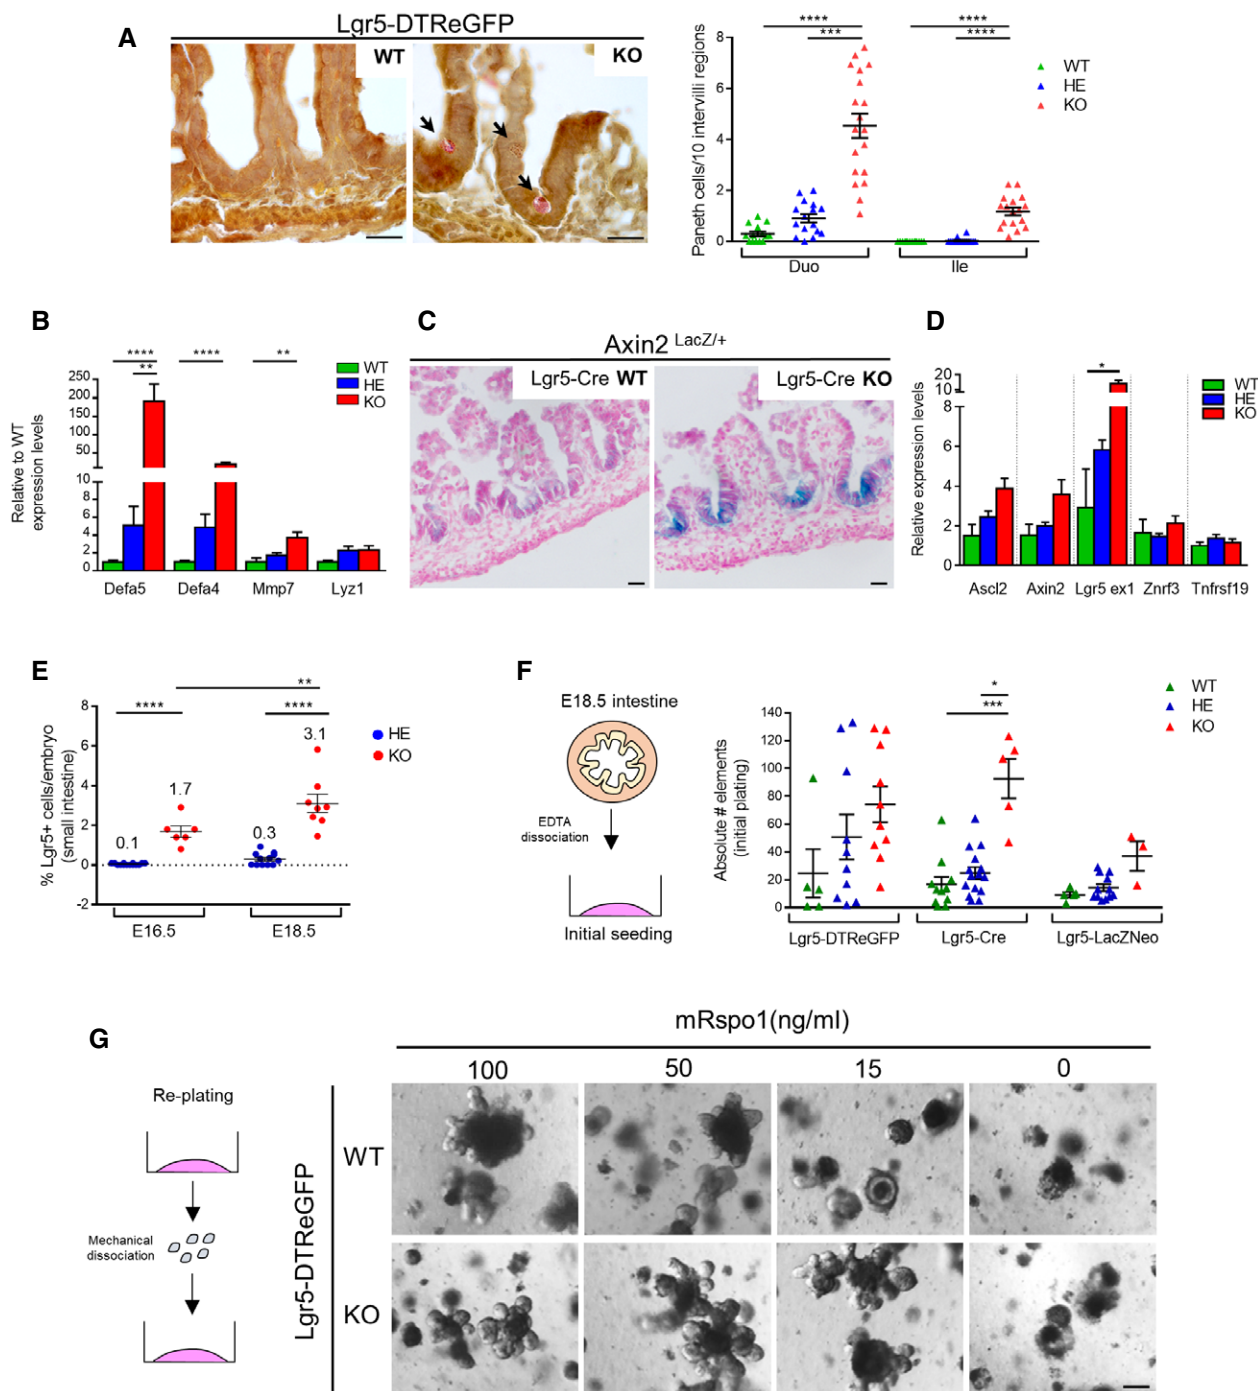 A
Lgr5-DTReGFP
WT
KO
Paneth cells/10 intervilli regions
8
6
4
2
0
****
***
****
****
WT
HE
KO
Duo
Ile
B
Relative to WT
expression levels
250
200
150
100
50
10
8
6
4
2
0
****
**
****
**
WT
HE
KO
Defa5
Defa4
Mmp7
Lyz1
C
Axin2 LacZ/+
Lgr5-Cre WT
Lgr5-Cre KO
D
Relative expression levels
20
10
8
6
4
2
0
*
WT
HE
KO
Ascl2
Axin2
Lgr5 ex1
Znrf3
Tnfrsf19
E
% Lgr5+ cells/embryo
(small intestine)
8
6
4
2
0
-2
**
****
****
0.1
1.7
0.3
3.1
HE
KO
E16.5
E18.5
F
E18.5 intestine
EDTA
dissociation
Initial seeding
Absolute # elements
(initial plating)
140
120
100
80
60
40
20
0
*
***
WT
HE
KO
Lgr5-DTReGFP
Lgr5-Cre
Lgr5-LacZNeo
G
Re-plating
Mechanical
dissociation
mRspo1(ng/ml)
100
50
15
0
Lgr5-DTReGFP
WT
KO